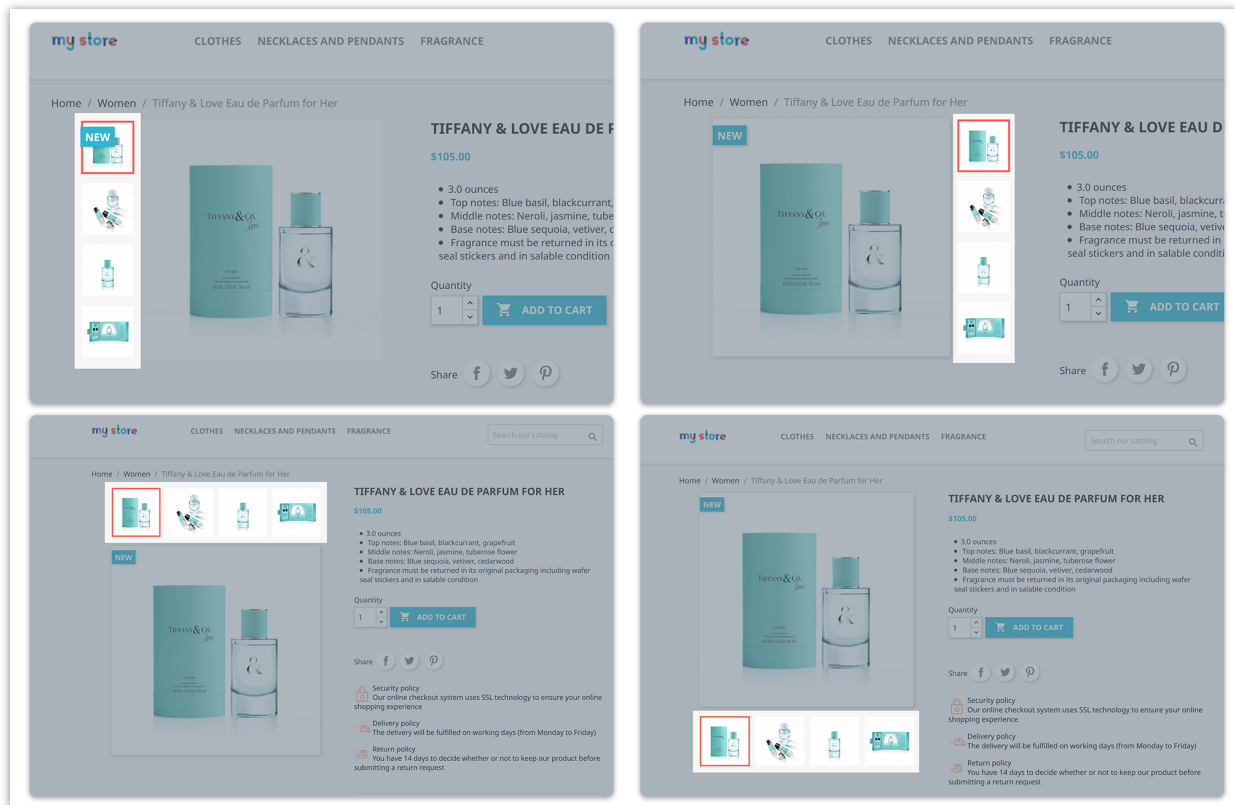 my store
CLOTHES NECKLACES AND PENDANTS FRAGRANCE
Home / Women / Tiffany & Love Eau de Parfum for Her
NEW
TIFFANY & LOVE EAU DE P
$105.00
3.0 ounces
Top notes: Blue basil, blackcurrant,
Middle notes: Neroli, jasmine, tube
Base notes: Blue sequoia, vetiver, c
Fragrance must be returned in its o
seal stickers and in salable condition
TIFFANY & CO.
love
&
Quantity
1 ADD TO CART
Share
my store
CLOTHES NECKLACES AND PENDANTS FRAGRANCE
Home / Women / Tiffany & Love Eau de Parfum for Her
NEW
TIFFANY & LOVE EAU D
$105.00
3.0 ounces
Top notes: Blue basil, blackcurra
Middle notes: Neroli, jasmine, t
Base notes: Blue sequoia, vetive
Fragrance must be returned in
seal stickers and in salable conditi
TIFFANY & CO.
love
&
Quantity
1 ADD TO CART
Share
my store
CLOTHES NECKLACES AND PENDANTS FRAGRANCE
Search our catalog
Home / Women / Tiffany & Love Eau de Parfum for Her
TIFFANY & LOVE EAU DE PARFUM FOR HER
$105.00
3.0 ounces
Top notes: Blue basil, blackcurrant, grapefruit
Middle notes: Neroli, jasmine, tuberose flower
Base notes: Blue sequoia, vetiver, cedarwood
Fragrance must be returned in its original packaging including wafer
seal stickers and in salable condition
NEW
TIFFANY & CO.
love
&
Quantity
1 ADD TO CART
Share
Security policy
Our online checkout system uses SSL technology to ensure your online
shopping experience
Delivery policy
The delivery will be fulfilled on working days (from Monday to Friday)
Return policy
You have 14 days to decide whether or not to keep our product before
submitting a return request
my store
CLOTHES NECKLACES AND PENDANTS FRAGRANCE
Search our catalog
Home / Women / Tiffany & Love Eau de Parfum for Her
NEW
TIFFANY & LOVE EAU DE PARFUM FOR HER
$105.00
3.0 ounces
Top notes: Blue basil, blackcurrant, grapefruit
Middle notes: Neroli, jasmine, tuberose flower
Base notes: Blue sequoia, vetiver, cedarwood
Fragrance must be returned in its original packaging including wafer
seal stickers and in salable condition
TIFFANY & CO.
love
&
Quantity
1 ADD TO CART
Share
Security policy
Our online checkout system uses SSL technology to ensure your online
shopping experience
Delivery policy
The delivery will be fulfilled on working days (from Monday to Friday)
Return policy
You have 14 days to decide whether or not to keep our product before
submitting a return request